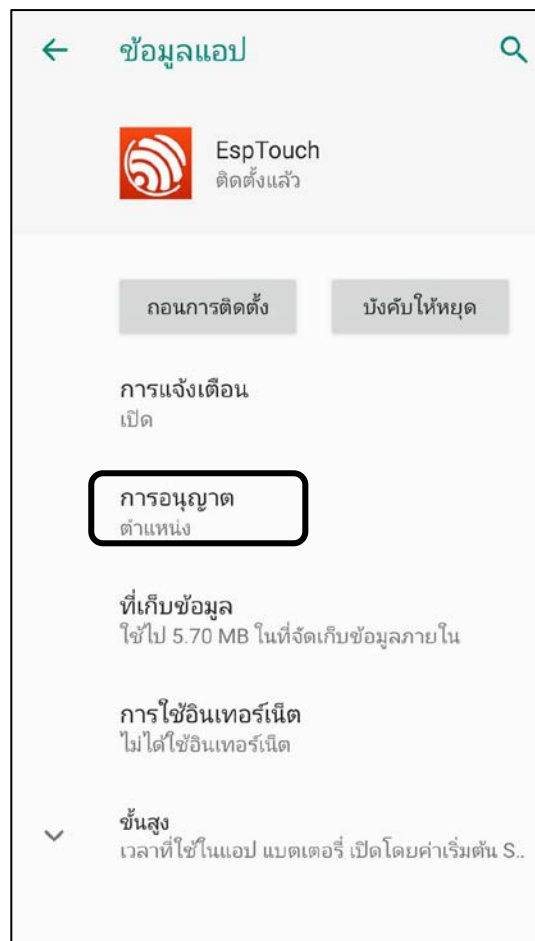 ข้อมูลแอป
EspTouch
ติดตั้งแล้ว
ถอนการติดตั้ง
บังคับให้หยุด
การแจ้งเตือน
เปิด
การอนุญาต
ตำแหน่ง
ที่เก็บข้อมูล
ใช้ไป 5.70 MB ในที่จัดเก็บข้อมูลภายใน
การใช้อินเทอร์เน็ต
ไม่ได้ใช้อินเทอร์เน็ต
ขั้นสูง
เวลาที่ใช้ในแอป แบตเตอรี่ เปิดโดยค่าเริ่มต้น S..